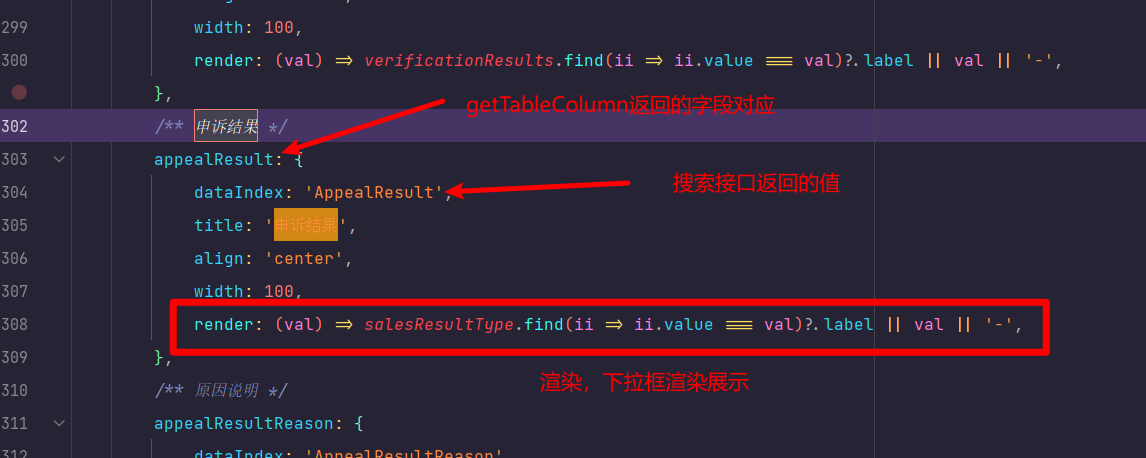 299 width: 100,
300 render: (val) => verificationResults.find(ii => ii.value === val)?.label || val || '-',
},
getTableColumn返回的字段对应
302 /** 申诉结果 */
303 appealResult: {
搜索接口返回的值
304 dataIndex: 'AppealResult',
305 title: '申诉结果',
306 align: 'center',
307 width: 100,
308 render: (val) => salesResultType.find(ii => ii.value === val)?.label || val || '-',
309 },
渲染，下拉框渲染展示
310 /** 原因说明 */
311 appealResultReason: {
312 dataIndex: 'AppealResultReason'